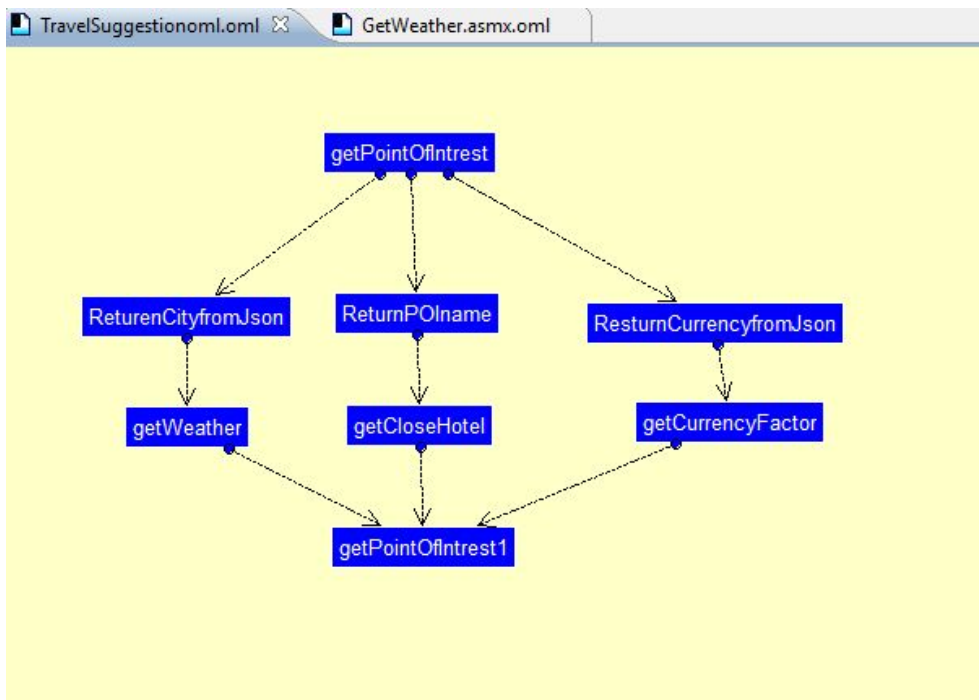 TravelSuggestionoml.oml
GetWeather.asmx.oml
getPointOfIntrest
ReturenCityfromJson
ReturnPOIname
ResturnCurrencyfromJson
getWeather
getCloseHotel
getCurrencyFactor
getPointOfIntrest1